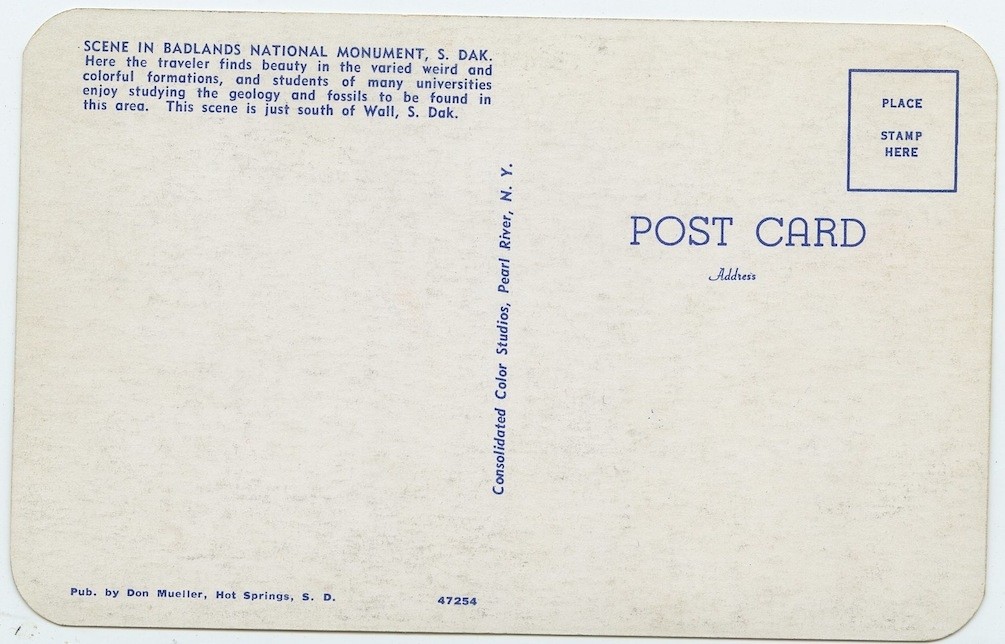 SCENE IN BADLANDS NATIONAL MONUMENT, S. DAK.
Here the traveler finds beauty in the varied weird and
colorful formations, and students of many universities
enjoy studying the geology and fossils to be found in
this area. This scene is just south of Wall, S. Dak.
Consolidated Color Studios, Pearl River, N. Y.
PLACE
STAMP
HERE
POST CARD
Address
Pub. by Don Mueller, Hot Springs, S. D.
47254